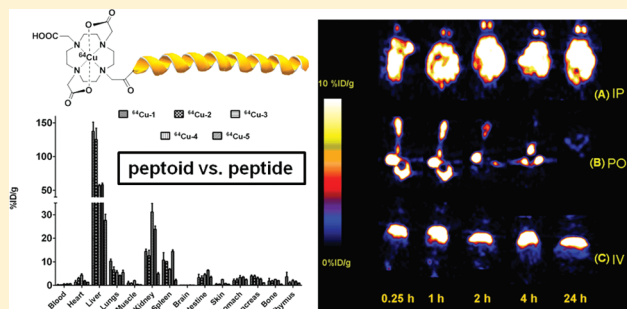 HOOC
O
O
N
N
64Cu
N
N
O
O
O
64Cu-1
64Cu-2
64Cu-3
64Cu-4
64Cu-5
peptoid vs. peptide
%ID/g
150
100
50
30
20
10
0
Blood
Heart
Liver
Lungs
Muscle
Kidney
Spleen
Brain
Intestine
Skin
Stomach
Pancreas
Bone
Thymus
10 %ID/g
0%ID/g
(A) IP
(B) PO
(C) IV
0.25 h 1 h 2 h 4 h 24 h